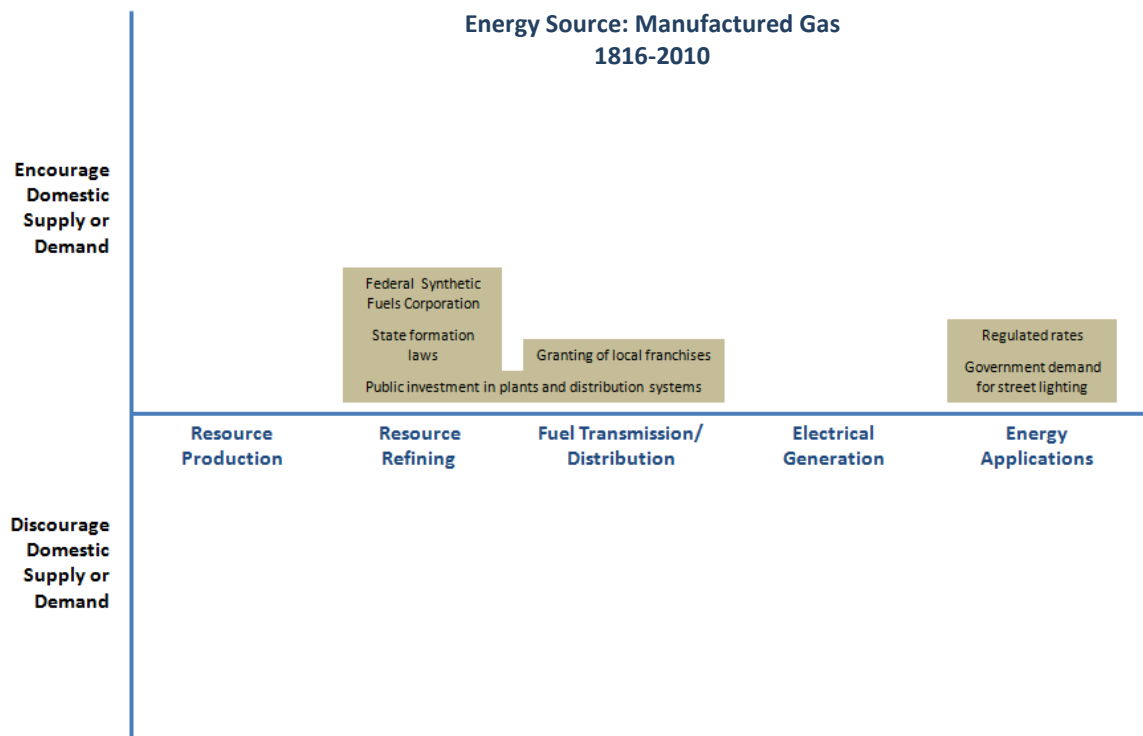 Energy Source: Manufactured Gas
1816-2010
Encourage
Domestic
Supply or
Demand
Federal Synthetic
Fuels Corporation
State formation
laws
Granting of local franchises
Public investment in plants and distribution systems
Regulated rates
Government demand
for street lighting
Resource
Production
Resource
Refining
Fuel Transmission/
Distribution
Electrical
Generation
Energy
Applications
Discourage
Domestic
Supply or
Demand